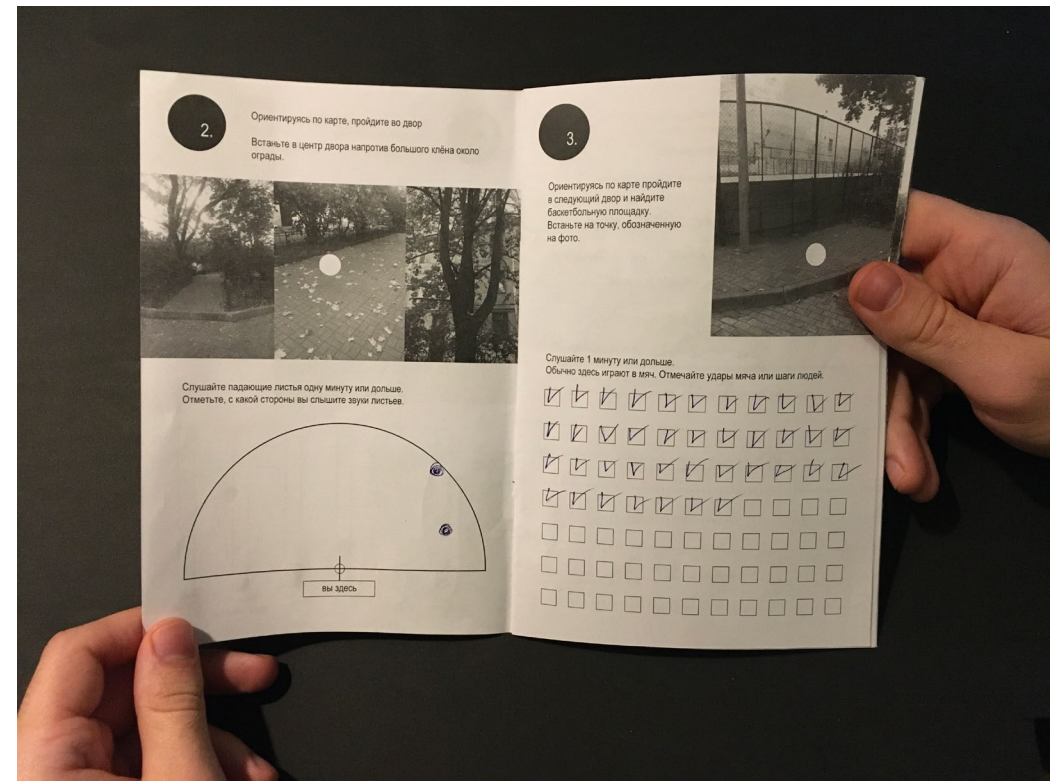 2.
Ориентируясь по карте, пройдите во двор
Встаньте в центр двора напротив большого клёна около
ограды.
Слушайте падающие листья одну минуту или дольше.
Отметьте, с какой стороны вы слышите звуки листьев.
вы здесь
3.
Ориентируясь по карте пройдите
в следующий двор и найдите
баскетбольную площадку.
Встаньте на точку, обозначенную
на фото.
Слушайте 1 минуту или дольше.
Обычно здесь играют в мяч. Отмечайте удары мяча или шаги людей.